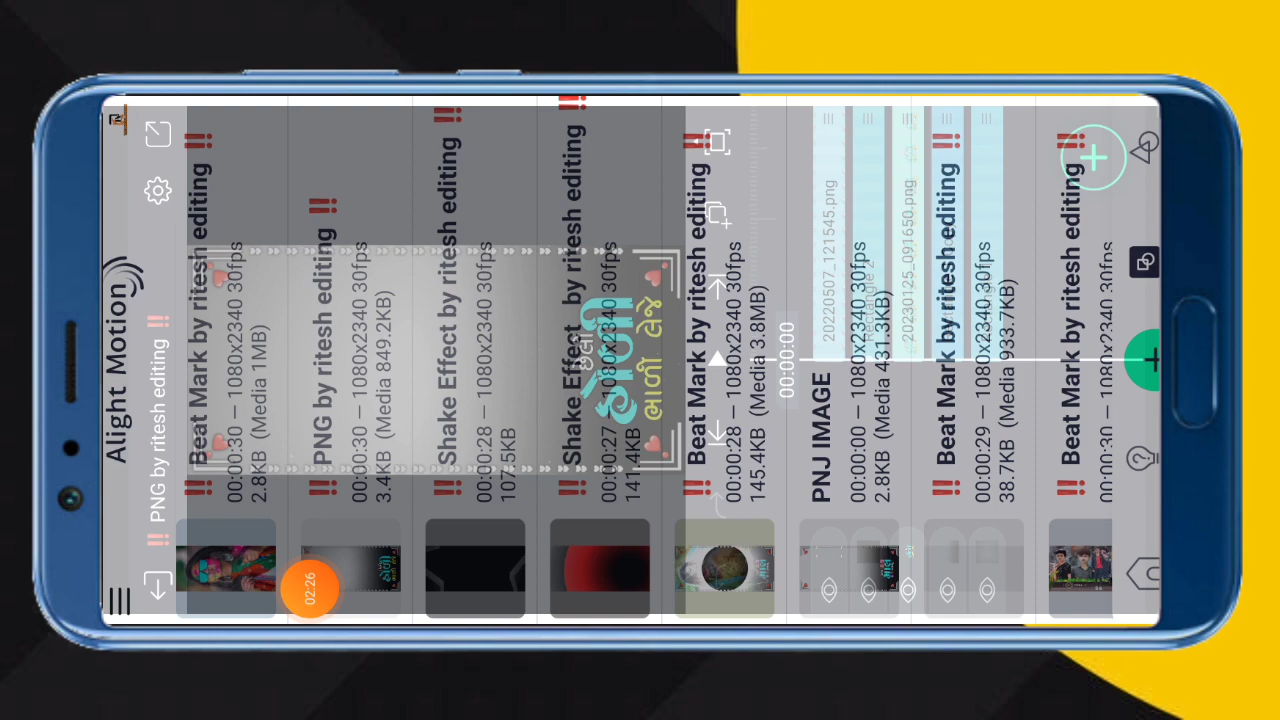 Alight Motion
‼ PNG by ritesh editing ‼
‼ Beat Mark by ritesh editing ‼
00:00:30 – 1080x2340 30fps
2.8KB (Media 1MB)
‼ PNG by ritesh editing ‼
00:00:30 – 1080x2340 30fps
3.4KB (Media 849.2KB)
‼ Shake Effect by ritesh editing ‼
00:00:28 – 1080x2340 30fps
107.5KB
‼ Shake Effect by ritesh editing ‼
00:00:27 – 1080x2340 30fps
141.4KB
હોળી
ભાણી લેજ
‼ Beat Mark by ritesh editing ‼
00:00:28 – 1080x2340 30fps
145.4KB (Media 3.8MB)
00:00:00
PNJ IMAGE
00:00:00 – 1080x2340 30fps
2.8KB (Media 431.3KB)
20220507_121545.png
Rectangle 2
20230125_091650.png
‼ Beat Mark by ritesh editing ‼
00:00:29 – 1080x2340 30fps
38.7KB (Media 933.7KB)
‼ Beat Mark by ritesh editing ‼
00:00:30 – 1080x2340 30fps
02:26